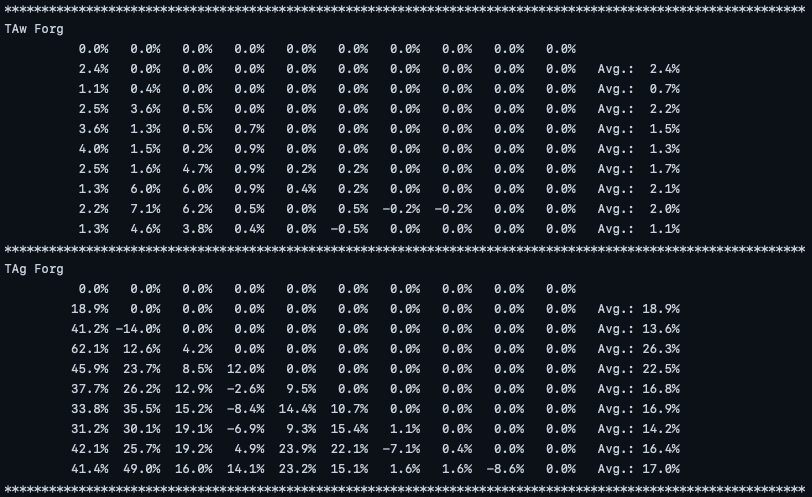 ************************************************************************************************************
TAw Forg
0.0% 0.0% 0.0% 0.0% 0.0% 0.0% 0.0% 0.0% 0.0% 0.0%
2.4% 0.0% 0.0% 0.0% 0.0% 0.0% 0.0% 0.0% 0.0% 0.0% Avg.: 2.4%
1.1% 0.4% 0.0% 0.0% 0.0% 0.0% 0.0% 0.0% 0.0% 0.0% Avg.: 0.7%
2.5% 3.6% 0.5% 0.0% 0.0% 0.0% 0.0% 0.0% 0.0% 0.0% Avg.: 2.2%
3.6% 1.3% 0.5% 0.7% 0.0% 0.0% 0.0% 0.0% 0.0% 0.0% Avg.: 1.5%
4.0% 1.5% 0.2% 0.9% 0.0% 0.0% 0.0% 0.0% 0.0% 0.0% Avg.: 1.3%
2.5% 1.6% 4.7% 0.9% 0.2% 0.2% 0.0% 0.0% 0.0% 0.0% Avg.: 1.7%
1.3% 6.0% 6.0% 0.9% 0.4% 0.2% 0.0% 0.0% 0.0% 0.0% Avg.: 2.1%
2.2% 7.1% 6.2% 0.5% 0.0% 0.5% -0.2% -0.2% 0.0% 0.0% Avg.: 2.0%
1.3% 4.6% 3.8% 0.4% 0.0% -0.5% 0.0% 0.0% 0.0% 0.0% Avg.: 1.1%
************************************************************************************************************
TAg Forg
0.0% 0.0% 0.0% 0.0% 0.0% 0.0% 0.0% 0.0% 0.0% 0.0%
18.9% 0.0% 0.0% 0.0% 0.0% 0.0% 0.0% 0.0% 0.0% 0.0% Avg.: 18.9%
41.2% -14.0% 0.0% 0.0% 0.0% 0.0% 0.0% 0.0% 0.0% 0.0% Avg.: 13.6%
62.1% 12.6% 4.2% 0.0% 0.0% 0.0% 0.0% 0.0% 0.0% 0.0% Avg.: 26.3%
45.9% 23.7% 8.5% 12.0% 0.0% 0.0% 0.0% 0.0% 0.0% 0.0% Avg.: 22.5%
37.7% 26.2% 12.9% -2.6% 9.5% 0.0% 0.0% 0.0% 0.0% 0.0% Avg.: 16.8%
33.8% 35.5% 15.2% -8.4% 14.4% 10.7% 0.0% 0.0% 0.0% 0.0% Avg.: 16.9%
31.2% 30.1% 19.1% -6.9% 9.3% 15.4% 1.1% 0.0% 0.0% 0.0% Avg.: 14.2%
42.1% 25.7% 19.2% 4.9% 23.9% 22.1% -7.1% 0.4% 0.0% 0.0% Avg.: 16.4%
41.4% 49.0% 16.0% 14.1% 23.2% 15.1% 1.6% 1.6% -8.6% 0.0% Avg.: 17.0%
************************************************************************************************************